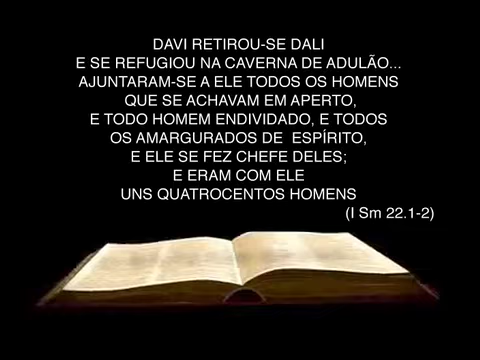 DAVI RETIROU-SE DALI
E SE REFUGIOU NA CAVERNA DE ADULÃO...
AJUNTARAM-SE A ELE TODOS OS HOMENS
QUE SE ACHAVAM EM APERTO,
E TODO HOMEM ENDIVIDADO, E TODOS
OS AMARGURADOS DE ESPÍRITO,
E ELE SE FEZ CHEFE DELES;
E ERAM COM ELE
UNS QUATROCENTOS HOMENS
(I Sm 22.1-2)